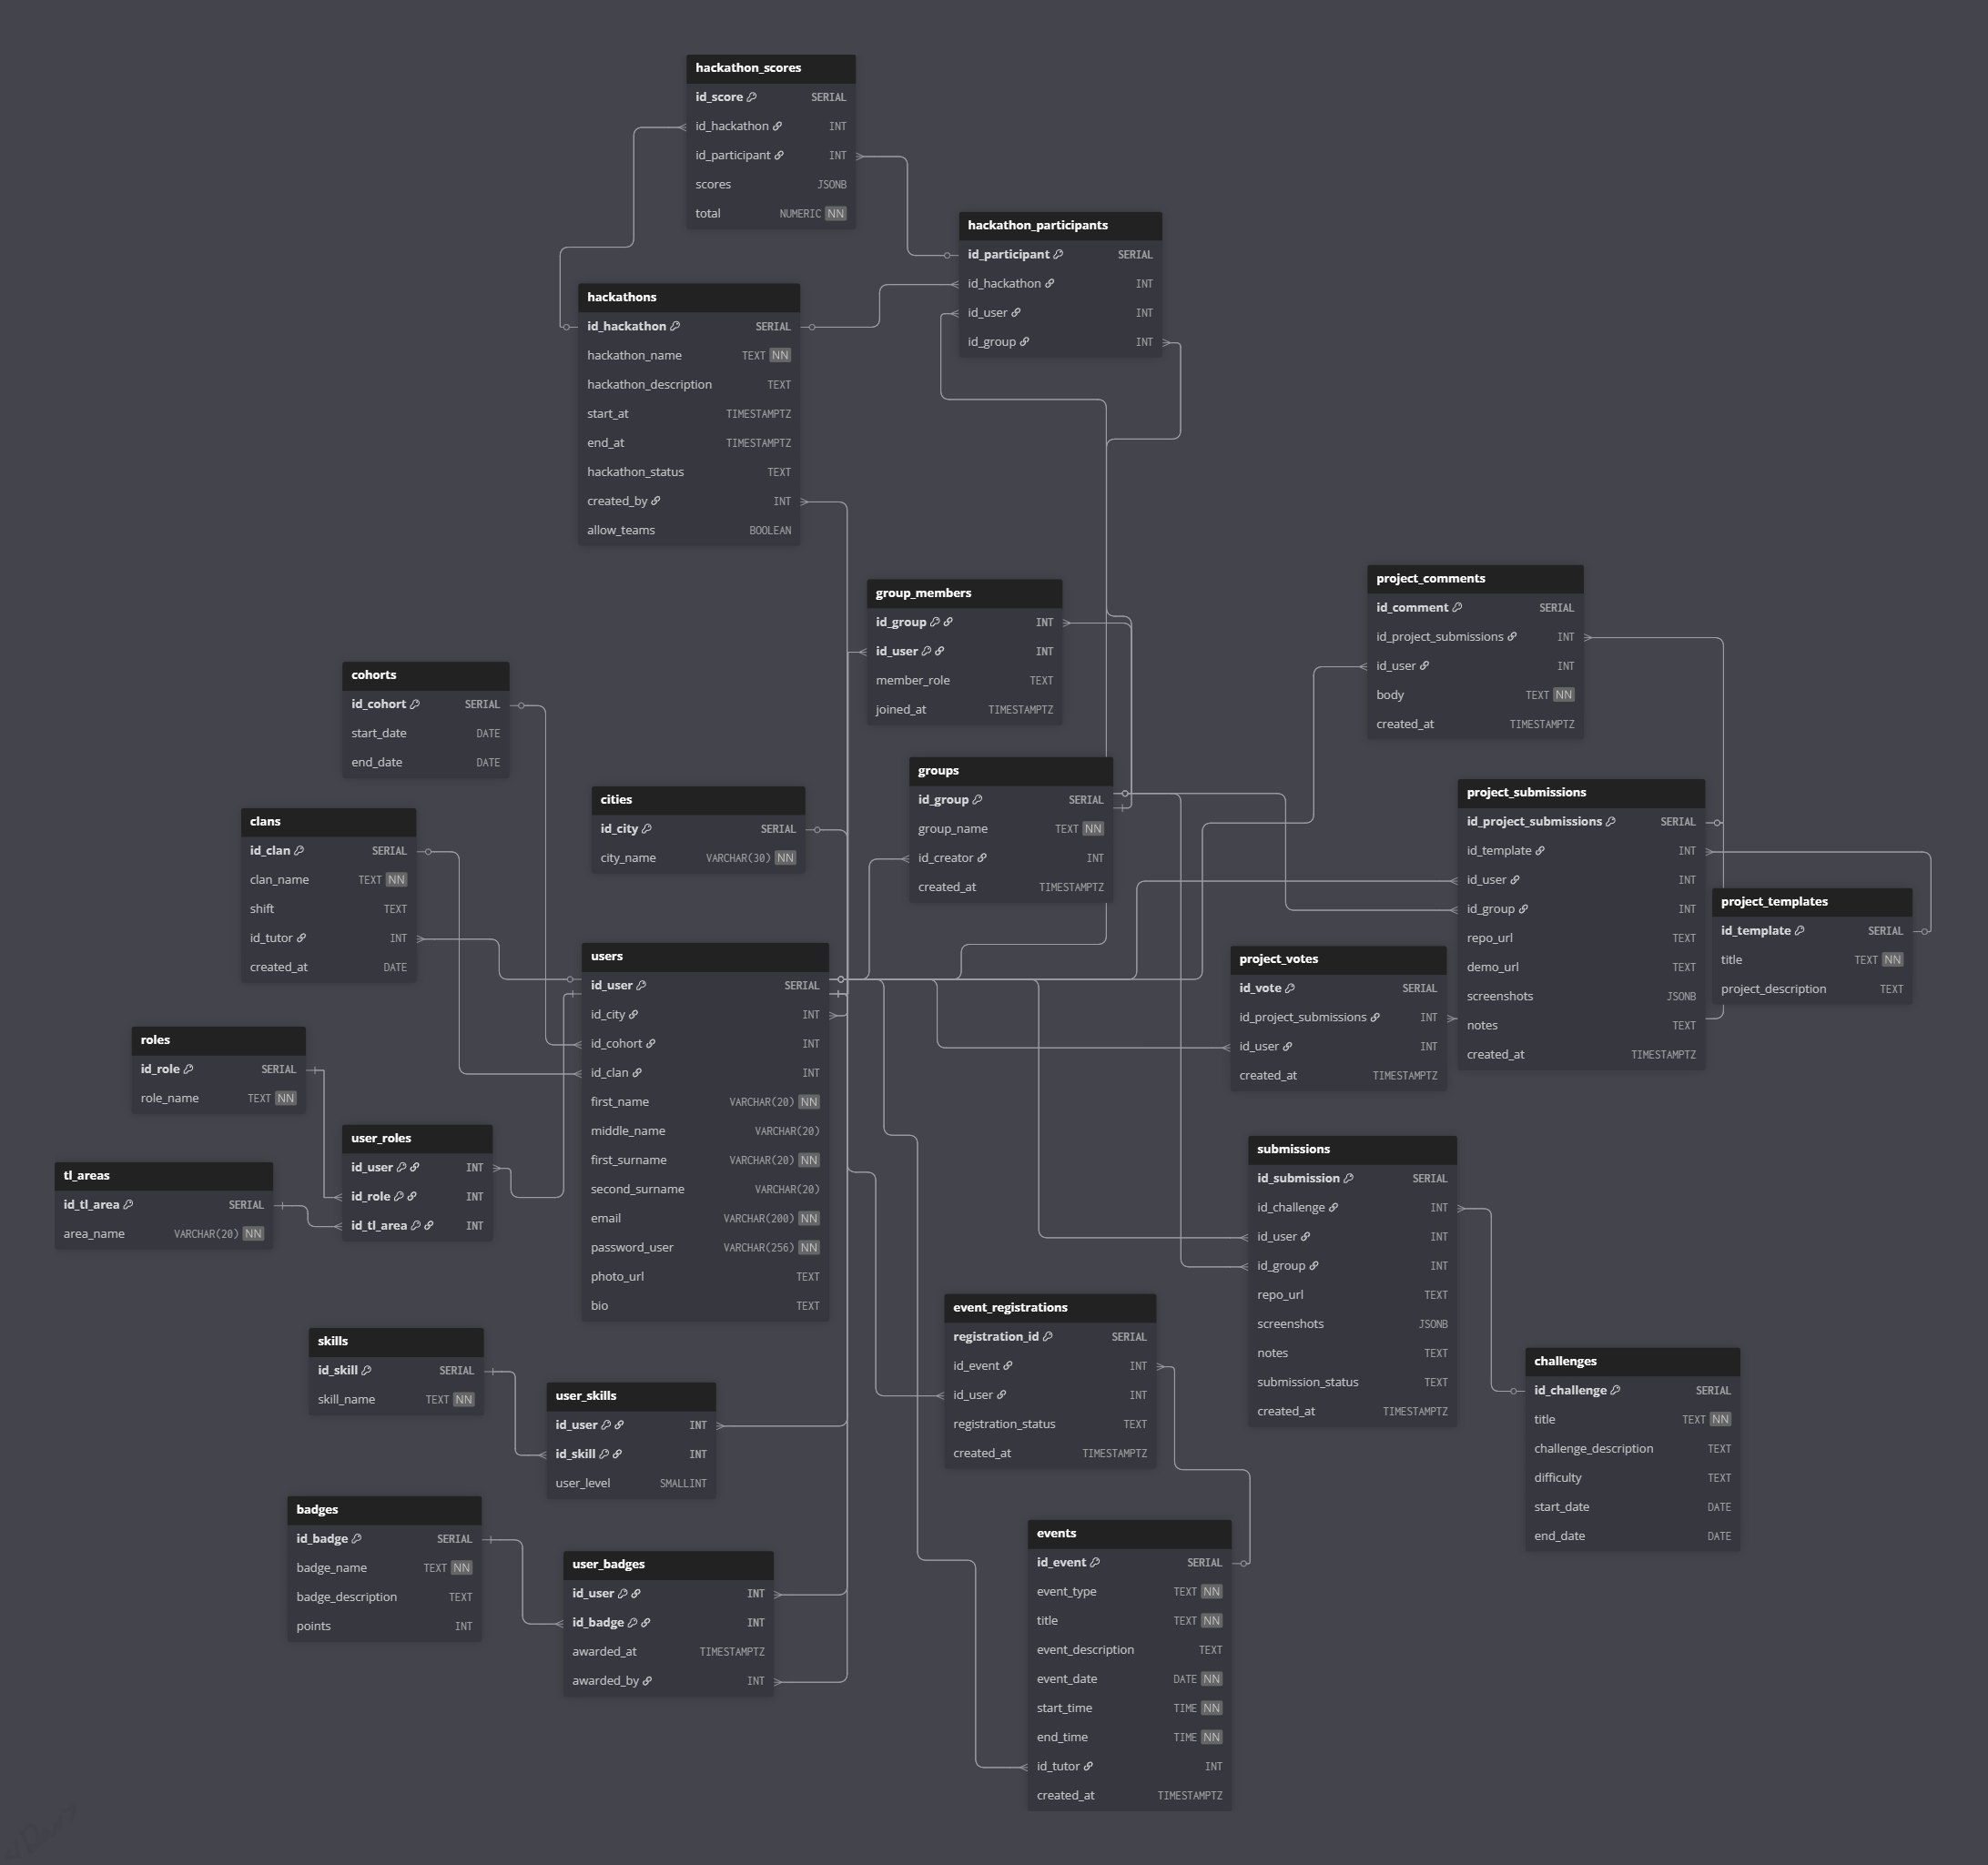 hackathon_scores
id_score SERIAL
id_hackathon INT
id_participant INT
scores JSONB
total NUMERIC NN
hackathon_participants
id_participant SERIAL
id_hackathon INT
id_user INT
id_group INT
hackathons
id_hackathon SERIAL
hackathon_name TEXT NN
hackathon_description TEXT
start_at TIMESTAMPTZ
end_at TIMESTAMPTZ
hackathon_status TEXT
created_by INT
allow_teams BOOLEAN
group_members
id_group INT
id_user INT
member_role TEXT
joined_at TIMESTAMPTZ
project_comments
id_comment SERIAL
id_project_submissions INT
id_user INT
body TEXT NN
created_at TIMESTAMPTZ
cohorts
id_cohort SERIAL
start_date DATE
end_date DATE
cities
id_city SERIAL
city_name VARCHAR(30) NN
groups
id_group SERIAL
group_name TEXT NN
id_creator INT
created_at TIMESTAMPTZ
project_submissions
id_project_submissions SERIAL
id_template INT
id_user INT
id_group INT
repo_url TEXT
demo_url TEXT
screenshots JSONB
notes TEXT
created_at TIMESTAMPTZ
project_templates
id_template SERIAL
title TEXT NN
project_description TEXT
clans
id_clan SERIAL
clan_name TEXT NN
shift TEXT
id_tutor INT
created_at DATE
users
id_user SERIAL
id_city INT
id_cohort INT
id_clan INT
first_name VARCHAR(20) NN
middle_name VARCHAR(20)
first_surname VARCHAR(20) NN
second_surname VARCHAR(20)
email VARCHAR(200) NN
password_user VARCHAR(256) NN
photo_url TEXT
bio TEXT
project_votes
id_vote SERIAL
id_project_submissions INT
id_user INT
created_at TIMESTAMPTZ
roles
id_role SERIAL
role_name TEXT NN
user_roles
id_user INT
id_role INT
id_tl_area INT
tl_areas
id_tl_area SERIAL
area_name VARCHAR(20) NN
submissions
id_submission SERIAL
id_challenge INT
id_user INT
id_group INT
repo_url TEXT
screenshots JSONB
notes TEXT
submission_status TEXT
created_at TIMESTAMPTZ
event_registrations
registration_id SERIAL
id_event INT
id_user INT
registration_status TEXT
created_at TIMESTAMPTZ
skills
id_skill SERIAL
skill_name TEXT NN
user_skills
id_user INT
id_skill INT
user_level SMALLINT
challenges
id_challenge SERIAL
title TEXT NN
challenge_description TEXT
difficulty TEXT
start_date DATE
end_date DATE
badges
id_badge SERIAL
badge_name TEXT NN
badge_description TEXT
points INT
user_badges
id_user INT
id_badge INT
awarded_at TIMESTAMPTZ
awarded_by INT
events
id_event SERIAL
event_type TEXT NN
title TEXT NN
event_description TEXT
event_date DATE NN
start_time TIME NN
end_time TIME NN
id_tutor INT
created_at TIMESTAMPTZ